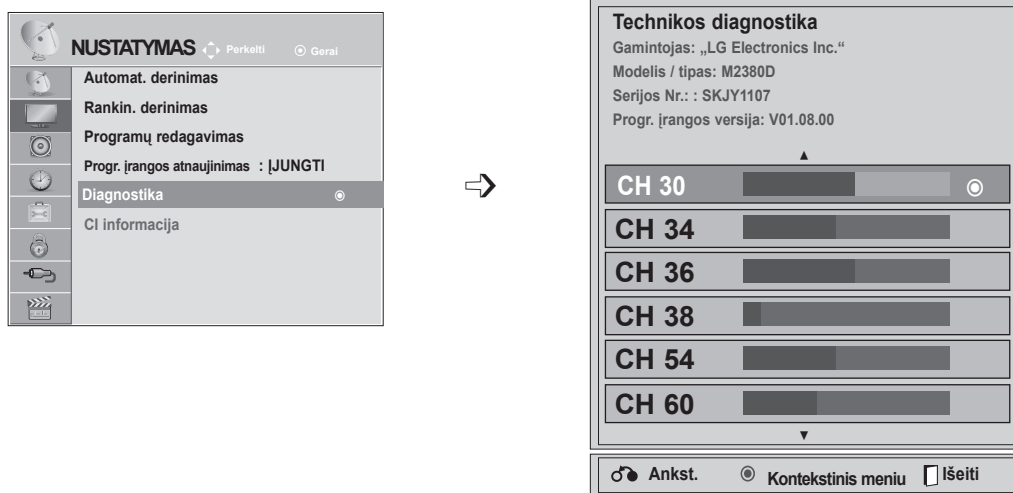 NUSTATYMAS Perkelti Gerai
Automat. derinimas
Rankin. derinimas
Programų redagavimas
Progr. įrangos atnaujinimas : ĮJUNGTI
Diagnostika
CI informacija
Technikos diagnostika
Gamintojas: „LG Electronics Inc.“
Modelis / tipas: M2380D
Serijos Nr.: : SKJY1107
Progr. įrangos versija: V01.08.00
CH 30
CH 34
CH 36
CH 38
CH 54
CH 60
Ankst. Kontekstinis meniu Išeiti